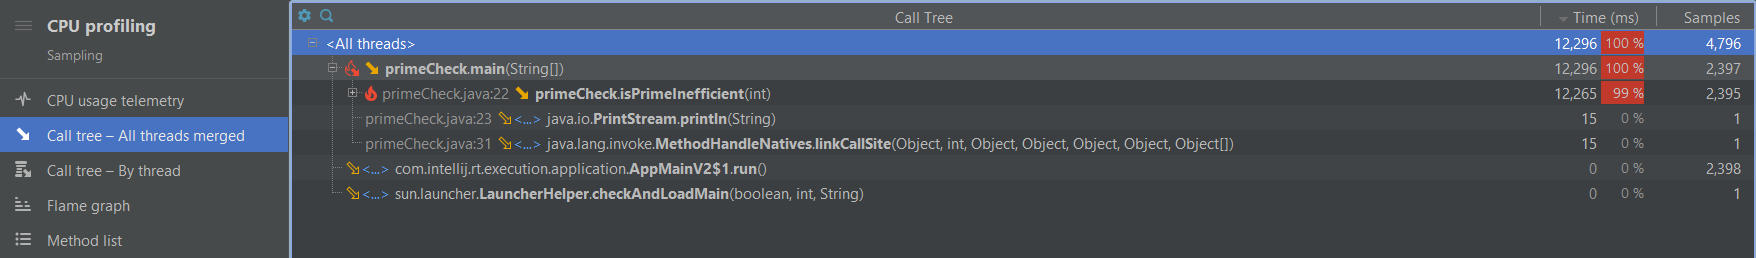 CPU profiling
Sampling
CPU usage telemetry
Call tree – All threads merged
Call tree – By thread
Flame graph
Method list
Call Tree Time (ms) Samples
<All threads> 12,296 100 % 4,796
primeCheck.main(String[]) 12,296 100 % 2,397
primeCheck.java:22 primeCheck.isPrimeInefficient(int) 12,265 99 % 2,395
primeCheck.java:23 <...> java.io.PrintStream.println(String) 15 0 % 1
primeCheck.java:31 <...> java.lang.invoke.MethodHandleNatives.linkCallSite(Object, int, Object, Object, Object, Object, Object[]) 15 0 % 1
<...> com.intellij.rt.execution.application.AppMainV2$1.run() 0 0 % 2,398
<...> sun.launcher.LauncherHelper.checkAndLoadMain(boolean, int, String) 0 0 % 1